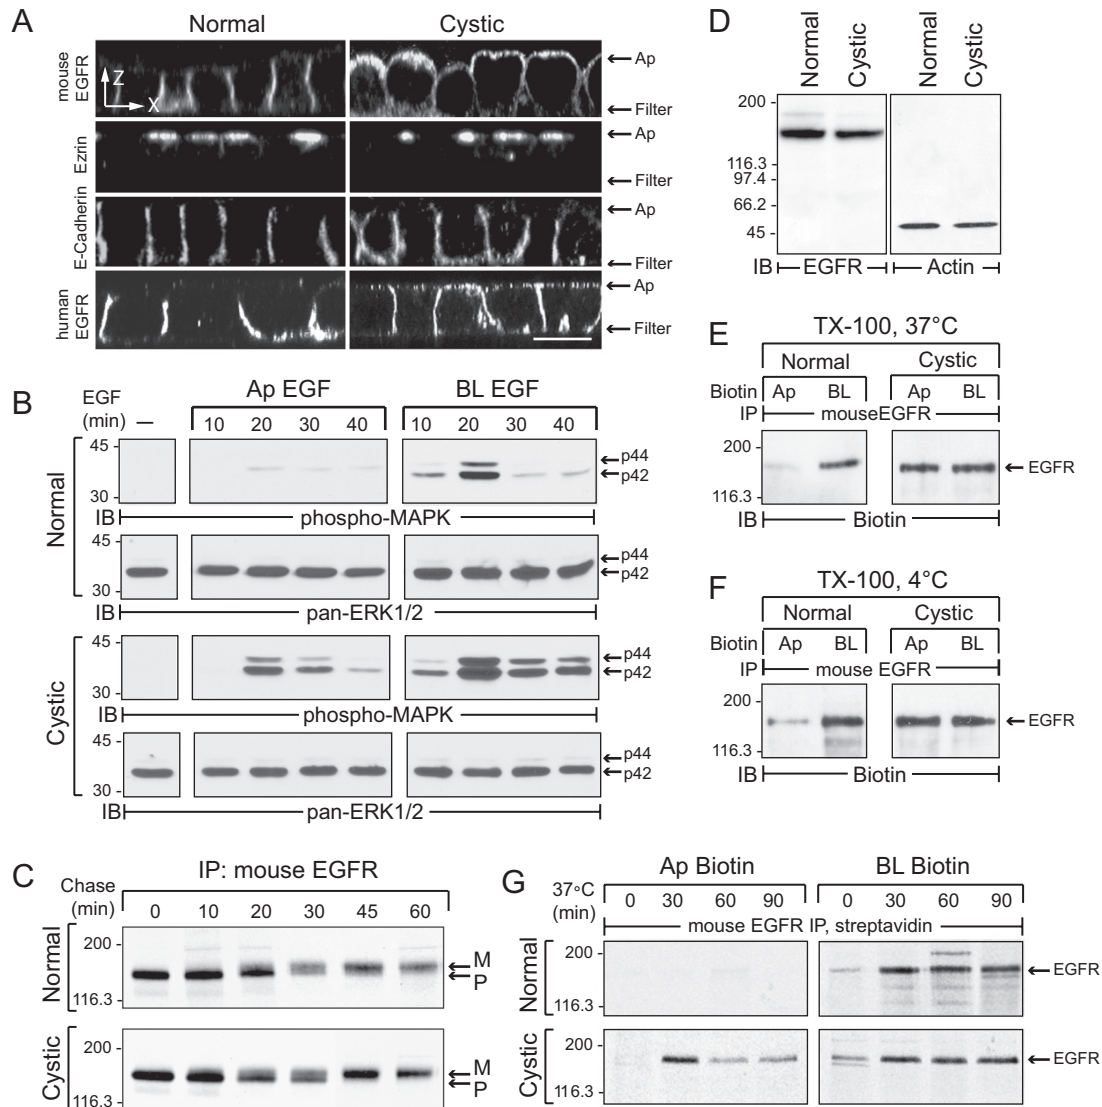 A
Normal
Cystic
mouse
EGFR
Z
X
Ap
Filter
Ezrin
Ap
Filter
E-Cadherin
Ap
Filter
human
EGFR
Ap
Filter
B
EGF
(min)
—
Ap EGF
BL EGF
10 20 30 40
10 20 30 40
Normal
45
30
p44
p42
IB
phospho-MAPK
45
30
p44
p42
IB
pan-ERK1/2
Cystic
45
30
p44
p42
IB
phospho-MAPK
45
30
p44
p42
IB
pan-ERK1/2
C
IP: mouse EGFR
Chase
(min)
0 10 20 30 45 60
Normal
200
116.3
M
P
Cystic
200
116.3
M
P
D
Normal
Cystic
Normal
Cystic
200
116.3
97.4
66.2
45
IB
EGFR
Actin
E
TX-100, 37°C
Normal
Cystic
Biotin Ap BL Ap BL
IP mouseEGFR
200
116.3
EGFR
IB
Biotin
F
TX-100, 4°C
Normal
Cystic
Biotin Ap BL Ap BL
IP mouse EGFR
200
116.3
EGFR
IB
Biotin
G
Ap Biotin
BL Biotin
37°C
(min)
0 30 60 90
0 30 60 90
mouse EGFR IP, streptavidin
Normal
200
116.3
EGFR
Cystic
200
116.3
EGFR